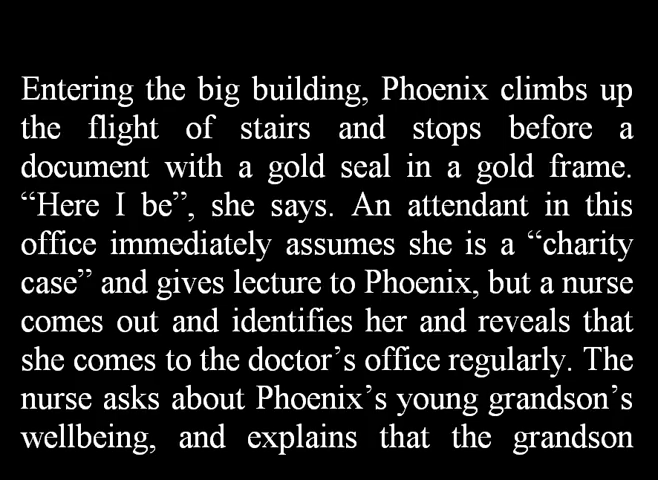 Entering the big building, Phoenix climbs up
the flight of stairs and stops before a
document with a gold seal in a gold frame.
“Here I be”, she says. An attendant in this
office immediately assumes she is a “charity
case” and gives lecture to Phoenix, but a nurse
comes out and identifies her and reveals that
she comes to the doctor’s office regularly. The
nurse asks about Phoenix’s young grandson’s
wellbeing, and explains that the grandson